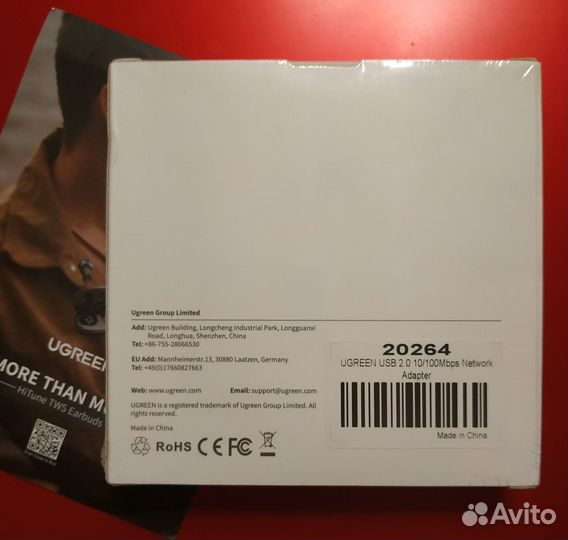 Ugreen Group Limited
Add: Ugreen Building, Longcheng Industrial Park, Longguanxi
Road, Longhua, Shenzhen, China
Tel: +86-755-28066530
EU Add: Mannheimerstr.13, 30880 Laatzen, Germany
Tel: +49(0)17660827663
Web: www.ugreen.com Email: support@ugreen.com
UGREEN is a registered trademark of Ugreen Group Limited. All
rights reserved.
Made in China
RoHS CE FC
20264
UGREEN USB 2.0 10/100Mbps Network
Adapter
Made in China
UGREEN
MORE THAN
HiTune TWS Earbuds
Avito